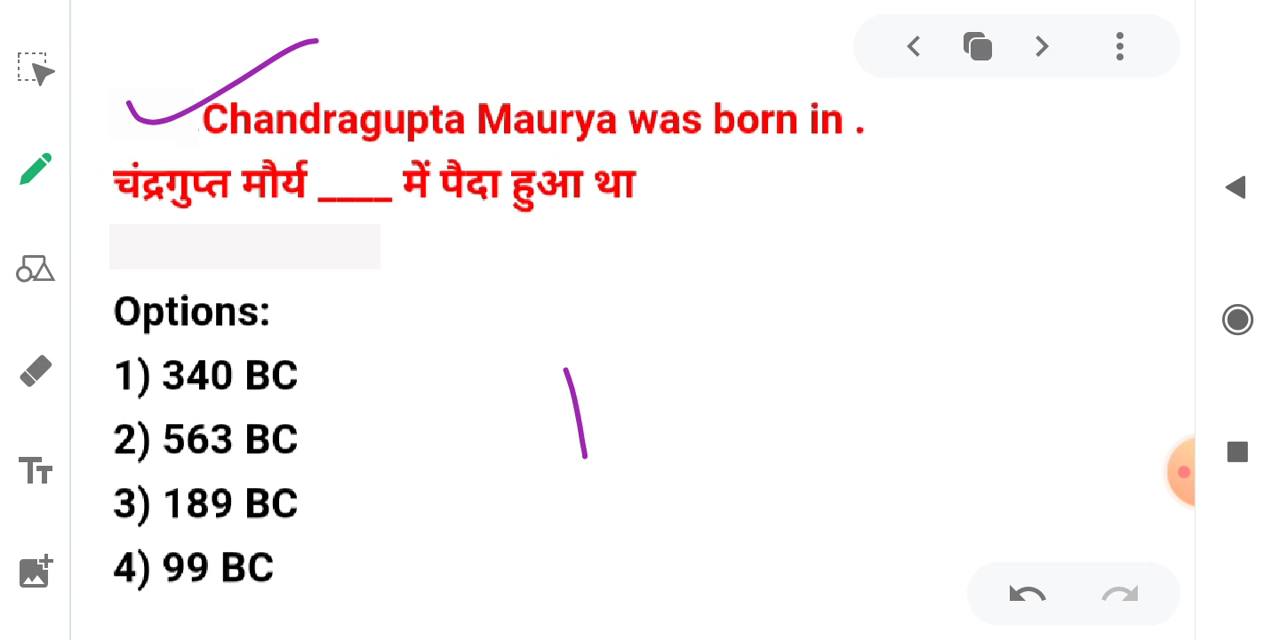 Chandragupta Maurya was born in .
चंद्रगुप्त मौर्य ____ में पैदा हुआ था
Options:
1) 340 BC
2) 563 BC
3) 189 BC
4) 99 BC